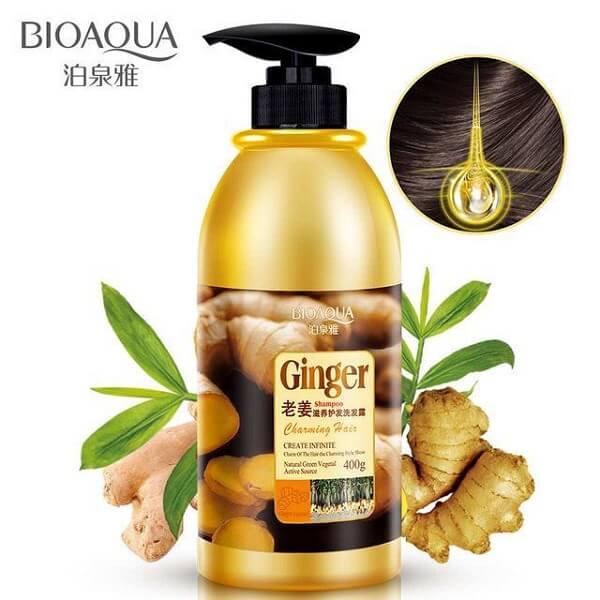 BIOAQUA
泊泉雅
BIOAQUA
泊泉雅
Ginger
Shampoo
老姜滋养护发洗发露
Charming Hair
CREATE INFINITE
Charm Of The Hair the Charming Style Show
Natural Green Vegetal
Active Source
400g